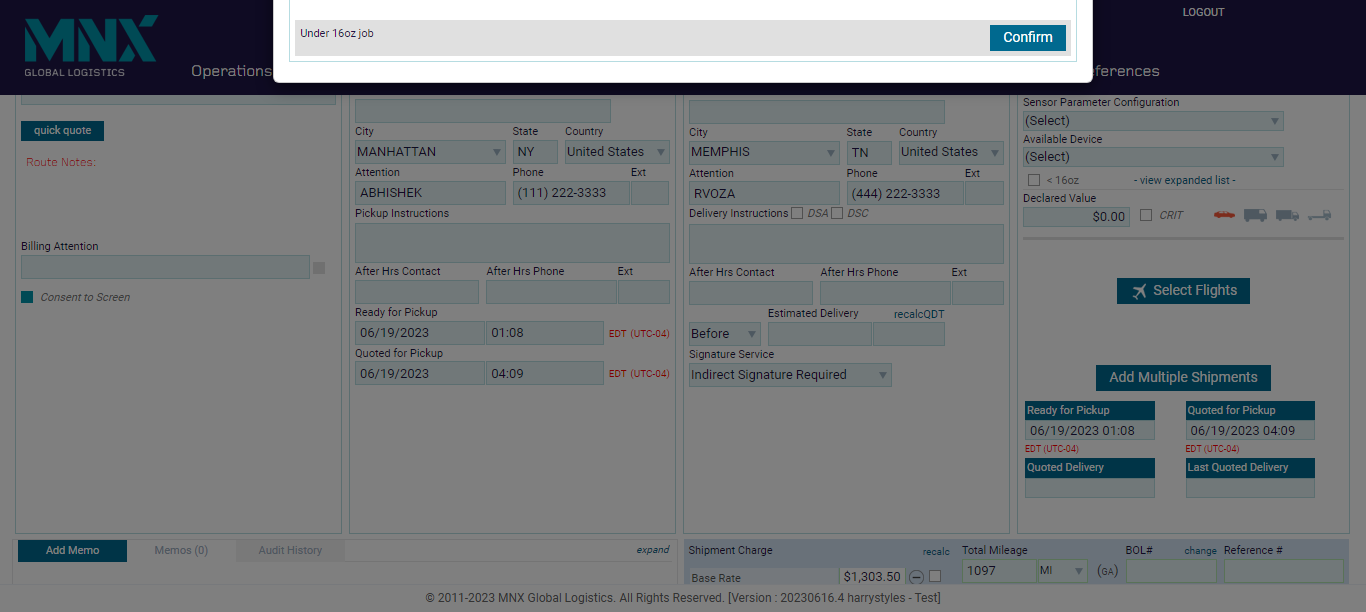 MNX
GLOBAL LOGISTICS
LOGOUT
Operations
ferences
Under 16oz job
Confirm
quick quote
Route Notes:
Billing Attention
Consent to Screen
City State Country
MANHATTAN NY United States
Attention Phone Ext
ABHISHEK (111) 222-3333
Pickup Instructions
After Hrs Contact After Hrs Phone Ext
Ready for Pickup
06/19/2023 01:08 EDT (UTC-04)
Quoted for Pickup
06/19/2023 04:09 EDT (UTC-04)
City State Country
MEMPHIS TN United States
Attention Phone Ext
RVOZA (444) 222-3333
Delivery Instructions DSA DSC
After Hrs Contact After Hrs Phone Ext
Estimated Delivery recalcQDT
Before
Signature Service
Indirect Signature Required
Sensor Parameter Configuration
(Select)
Available Device
(Select)
< 16oz - view expanded list -
Declared Value
$0.00 CRIT
Select Flights
Add Multiple Shipments
Ready for Pickup Quoted for Pickup
06/19/2023 01:08 06/19/2023 04:09
EDT (UTC-04) EDT (UTC-04)
Quoted Delivery Last Quoted Delivery
Add Memo Memos (0) Audit History expand
Shipment Charge recalc Total Mileage BOL# change Reference #
Base Rate $1,303.50 1097 MI (GA)
© 2011-2023 MNX Global Logistics. All Rights Reserved. [Version : 20230616.4 harrystyles - Test]